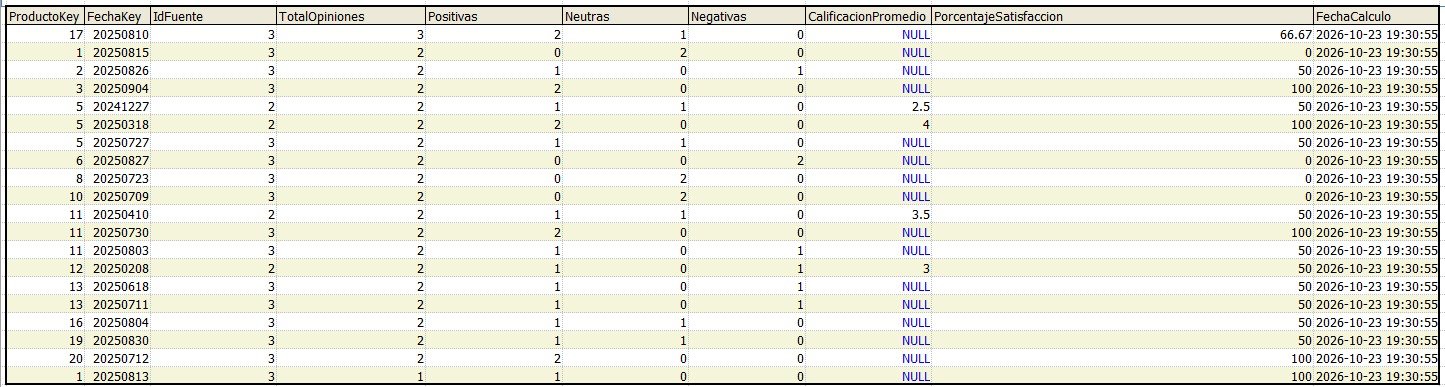 ProductoKey FechaKey IdFuente TotalOpiniones Positivas Neutras Negativas CalificacionPromedio PorcentajeSatisfaccion FechaCalculo
17 20250810 3 3 2 1 0 NULL 66.67 2026-10-23 19:30:55
1 20250815 3 2 0 2 0 NULL 0 2026-10-23 19:30:55
2 20250826 3 2 1 0 1 NULL 50 2026-10-23 19:30:55
3 20250904 3 2 2 0 0 NULL 100 2026-10-23 19:30:55
5 20241227 2 2 1 1 0 2.5 50 2026-10-23 19:30:55
5 20250318 2 2 2 0 0 4 100 2026-10-23 19:30:55
5 20250727 3 2 1 1 0 NULL 50 2026-10-23 19:30:55
6 20250827 3 2 0 0 2 NULL 0 2026-10-23 19:30:55
8 20250723 3 2 0 2 0 NULL 0 2026-10-23 19:30:55
10 20250709 3 2 0 2 0 NULL 0 2026-10-23 19:30:55
11 20250410 2 2 1 1 0 3.5 50 2026-10-23 19:30:55
11 20250730 3 2 2 0 0 NULL 100 2026-10-23 19:30:55
11 20250803 3 2 1 0 1 NULL 50 2026-10-23 19:30:55
12 20250208 2 2 1 0 1 3 50 2026-10-23 19:30:55
13 20250618 3 2 1 0 1 NULL 50 2026-10-23 19:30:55
13 20250711 3 2 1 0 1 NULL 50 2026-10-23 19:30:55
16 20250804 3 2 1 1 0 NULL 50 2026-10-23 19:30:55
19 20250830 3 2 1 1 0 NULL 50 2026-10-23 19:30:55
20 20250712 3 2 2 0 0 NULL 100 2026-10-23 19:30:55
1 20250813 3 1 1 0 0 NULL 100 2026-10-23 19:30:55